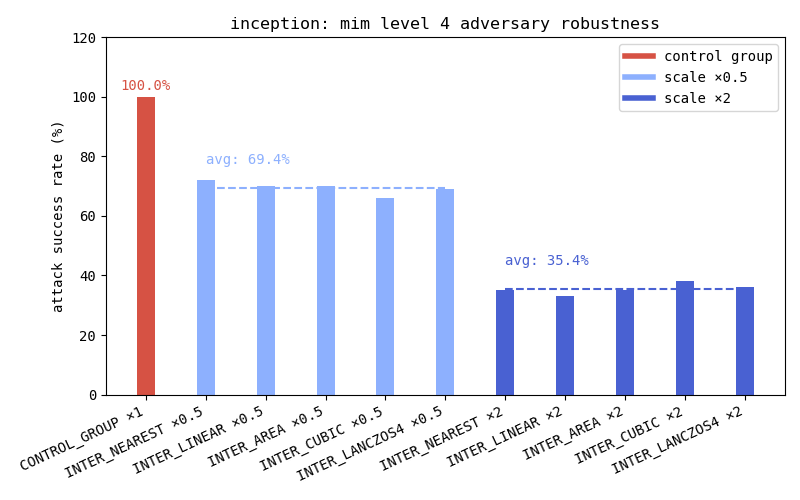 inception: mim level 4 adversary robustness
attack success rate (%)
120
100
80
60
40
20
0
100.0%
avg: 69.4%
avg: 35.4%
control group
scale ×0.5
scale ×2
CONTROL_GROUP ×1
INTER_NEAREST ×0.5
INTER_LINEAR ×0.5
INTER_AREA ×0.5
INTER_CUBIC ×0.5
INTER_LANCZOS4 ×0.5
INTER_NEAREST ×2
INTER_LINEAR ×2
INTER_AREA ×2
INTER_CUBIC ×2
INTER_LANCZOS4 ×2